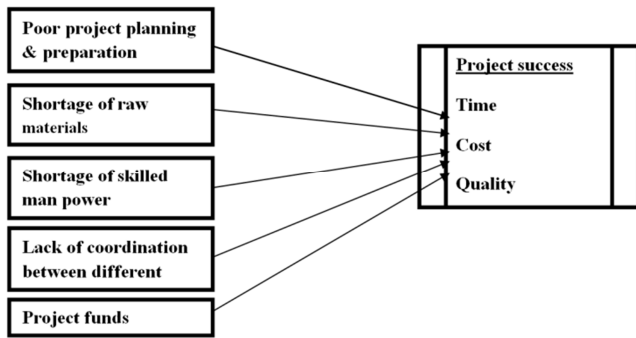 Poor project planning
& preparation
Shortage of raw
materials
Shortage of skilled
man power
Lack of coordination
between different
Project funds
Project success
Time
Cost
Quality